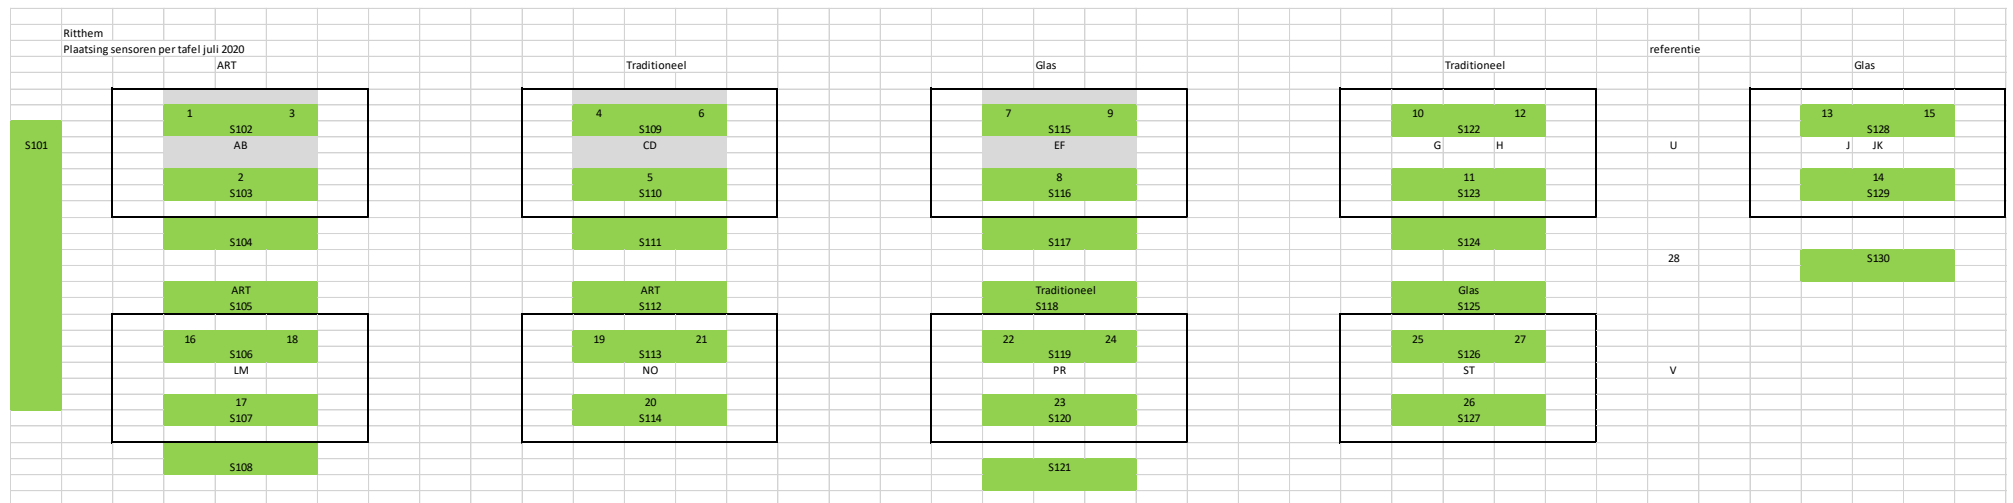 Ritthem
Plaatsing sensoren per tafel juli 2020 referentie
ART Traditioneel Glas Traditioneel Glas
1 3 4 6 7 9 10 12 13 15
S102 S109 S115 S122 S128
S101 AB CD EF G H U J JK
2 5 8 11 14
S103 S110 S116 S123 S129
S104 S111 S117 S124
28 S130
ART ART Traditioneel Glas
S105 S112 S118 S125
16 18 19 21 22 24 25 27
S106 S113 S119 S126
LM NO PR ST V
17 20 23 26
S107 S114 S120 S127
S108 S121